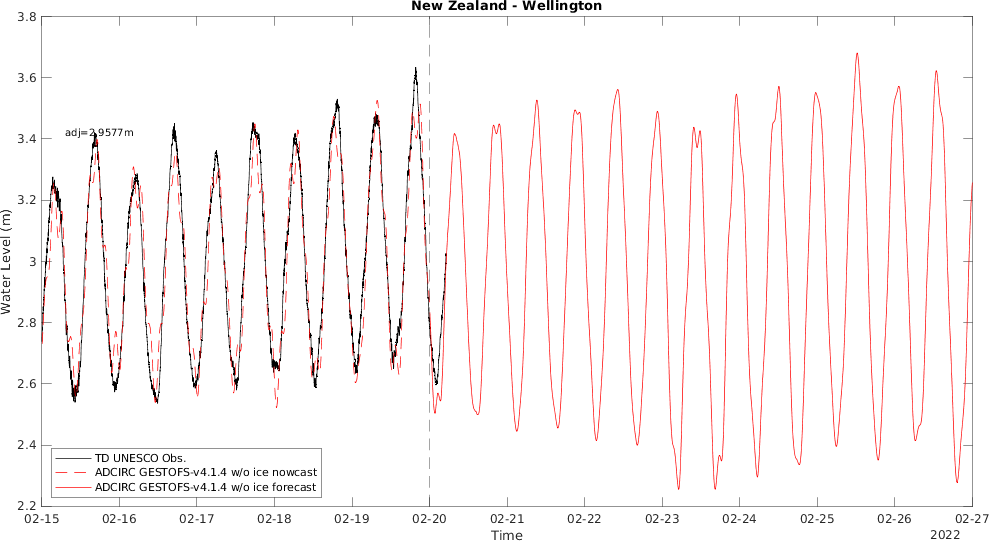 New Zealand - Wellington
3.8
3.6
3.4
3.2
3
2.8
2.6
2.4
2.2
Water Level (m)
adj=2.9577m
TD UNESCO Obs.
ADCIRC GESTOFS-v4.1.4 w/o ice nowcast
ADCIRC GESTOFS-v4.1.4 w/o ice forecast
02-15 02-16 02-17 02-18 02-19 02-20 02-21 02-22 02-23 02-24 02-25 02-26 02-27
Time
2022